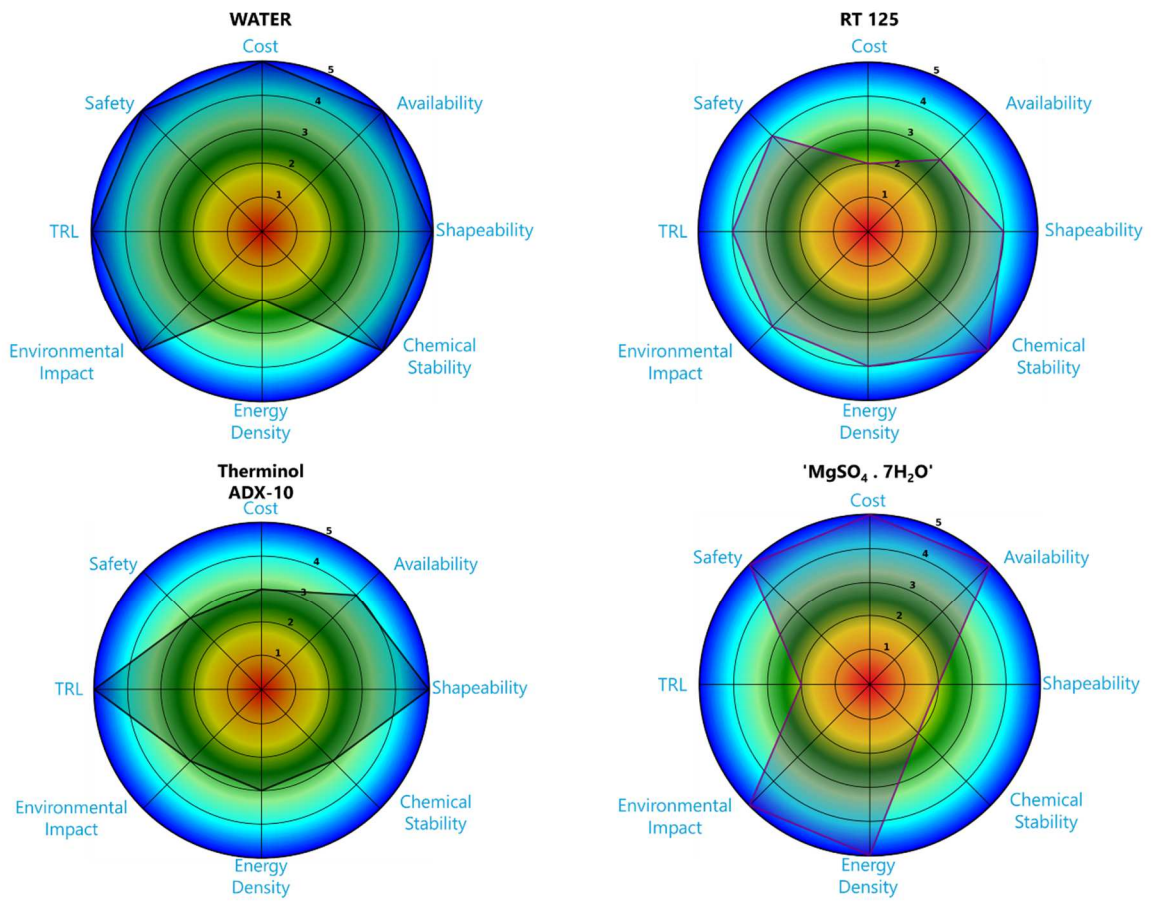 WATER
Cost
5
Availability
4
3
2
1
Safety
TRL
Shapeability
Environmental
Impact
Chemical
Stability
Energy
Density
RT 125
Cost
5
Availability
4
3
2
1
Safety
TRL
Shapeability
Environmental
Impact
Chemical
Stability
Energy
Density
Therminol
ADX-10
Cost
5
Availability
4
3
2
1
Safety
TRL
Shapeability
Environmental
Impact
Chemical
Stability
Energy
Density
'MgSO₄ . 7H₂O'
Cost
5
Availability
4
3
2
1
Safety
TRL
Shapeability
Environmental
Impact
Chemical
Stability
Energy
Density